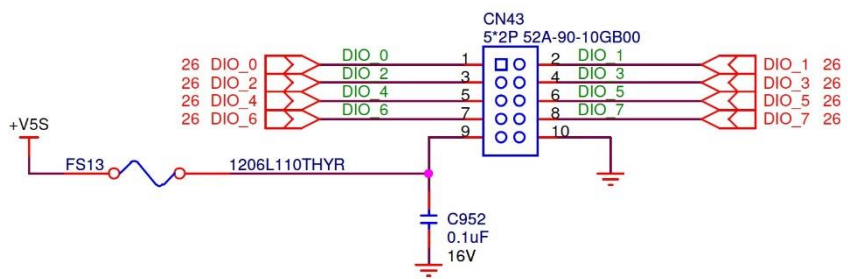 CN43
5*2P 52A-90-10GB00
26 DIO_0 DIO_0 1 2 DIO_1 DIO_1 26
26 DIO_2 DIO_2 3 4 DIO_3 DIO_3 26
26 DIO_4 DIO_4 5 6 DIO_5 DIO_5 26
26 DIO_6 DIO_6 7 8 DIO_7 DIO_7 26
9 10
+V5S
FS13 1206L110THYR
C952
0.1uF
16V